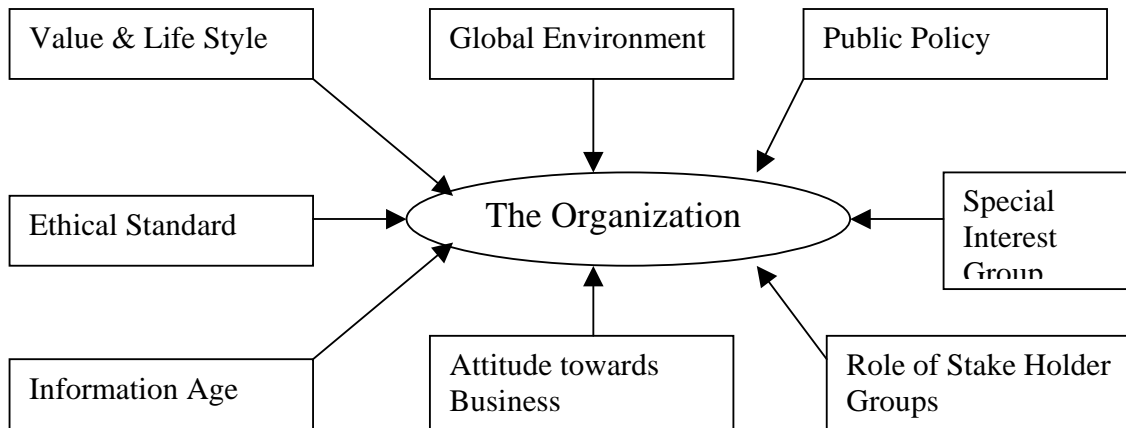 Value & Life Style
Global Environment
Public Policy
Ethical Standard
The Organization
Special
Interest
Group
Information Age
Attitude towards
Business
Role of Stake Holder
Groups